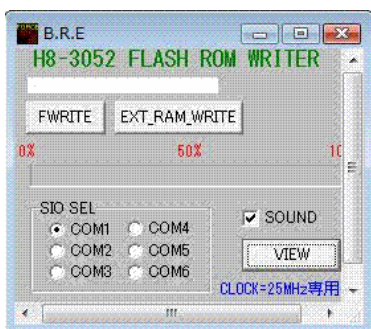 B.R.E
H8-3052 FLASH ROM WRITER
FWRITE EXT_RAM_WRITE
0% 50% 10
SIO SEL
COM1 COM4
COM2 COM5
COM3 COM6
SOUND
VIEW
CLOCK=25MHz専用